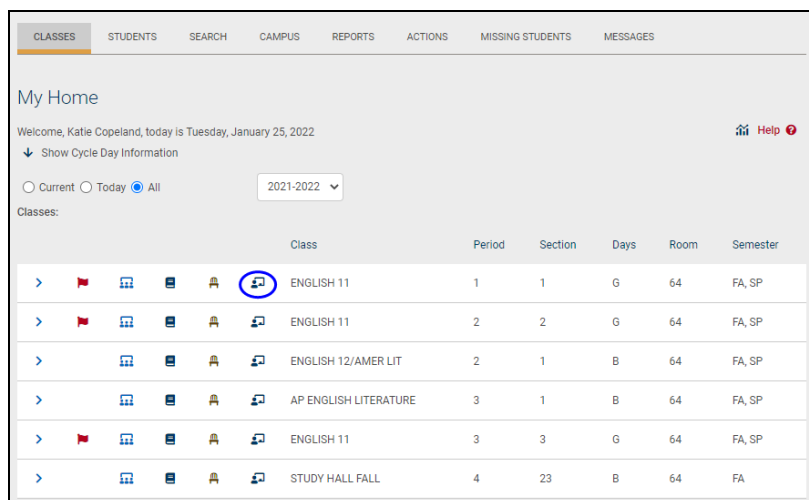 CLASSES STUDENTS SEARCH CAMPUS REPORTS ACTIONS MISSING STUDENTS MESSAGES
My Home
Welcome, Katie Copeland, today is Tuesday, January 25, 2022 Help
Show Cycle Day Information
Current Today All 2021-2022
Classes:
Class Period Section Days Room Semester
ENGLISH 11 1 1 G 64 FA, SP
ENGLISH 11 2 2 G 64 FA, SP
ENGLISH 12/AMER LIT 2 1 B 64 FA, SP
AP ENGLISH LITERATURE 3 1 B 64 FA, SP
ENGLISH 11 3 3 G 64 FA, SP
STUDY HALL FALL 4 23 B 64 FA